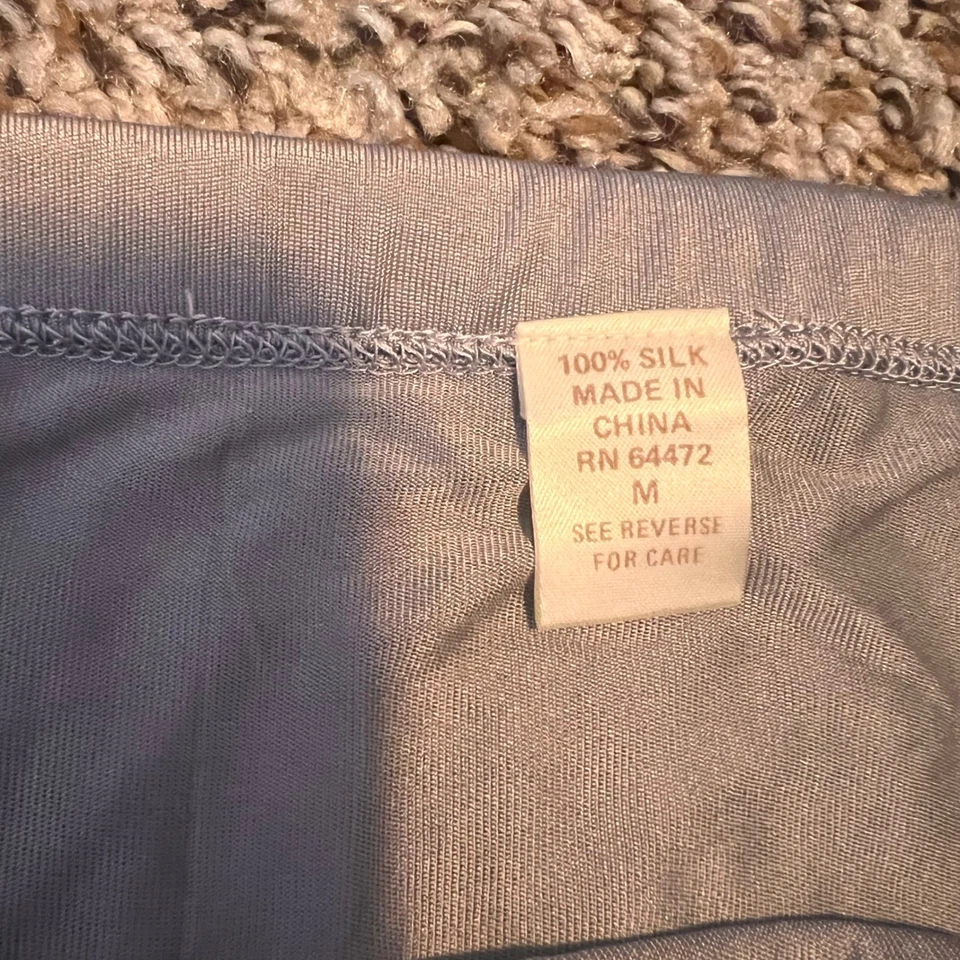 100% SILK
MADE IN
CHINA
RN 64472
M
SEE REVERSE
FOR CARE